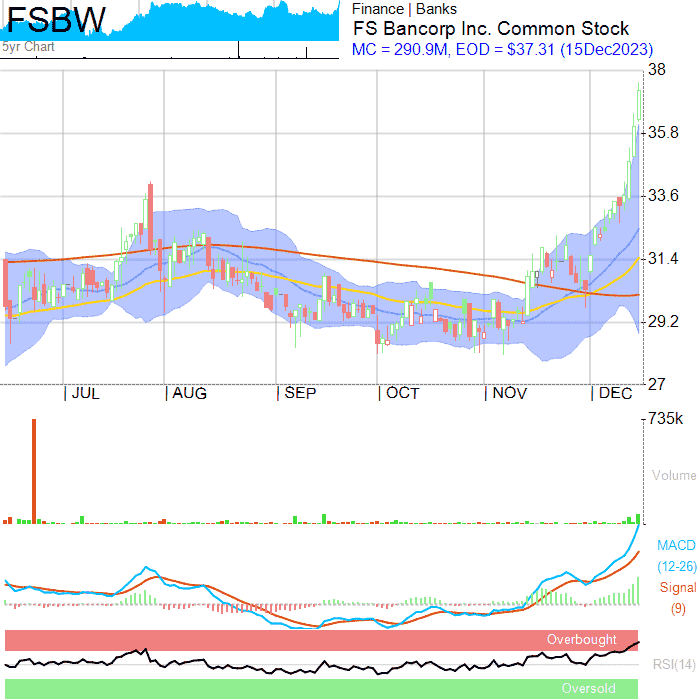 FSBW
5yr Chart
Finance | Banks
FS Bancorp Inc. Common Stock
MC = 290.9M, EOD = $37.31 (15Dec2023)
38
35.8
33.6
31.4
29.2
27
| JUL | AUG | SEP | OCT | NOV | DEC
735k
Volume
MACD
(12-26)
Signal
(9)
Overbought
RSI(14)
Oversold